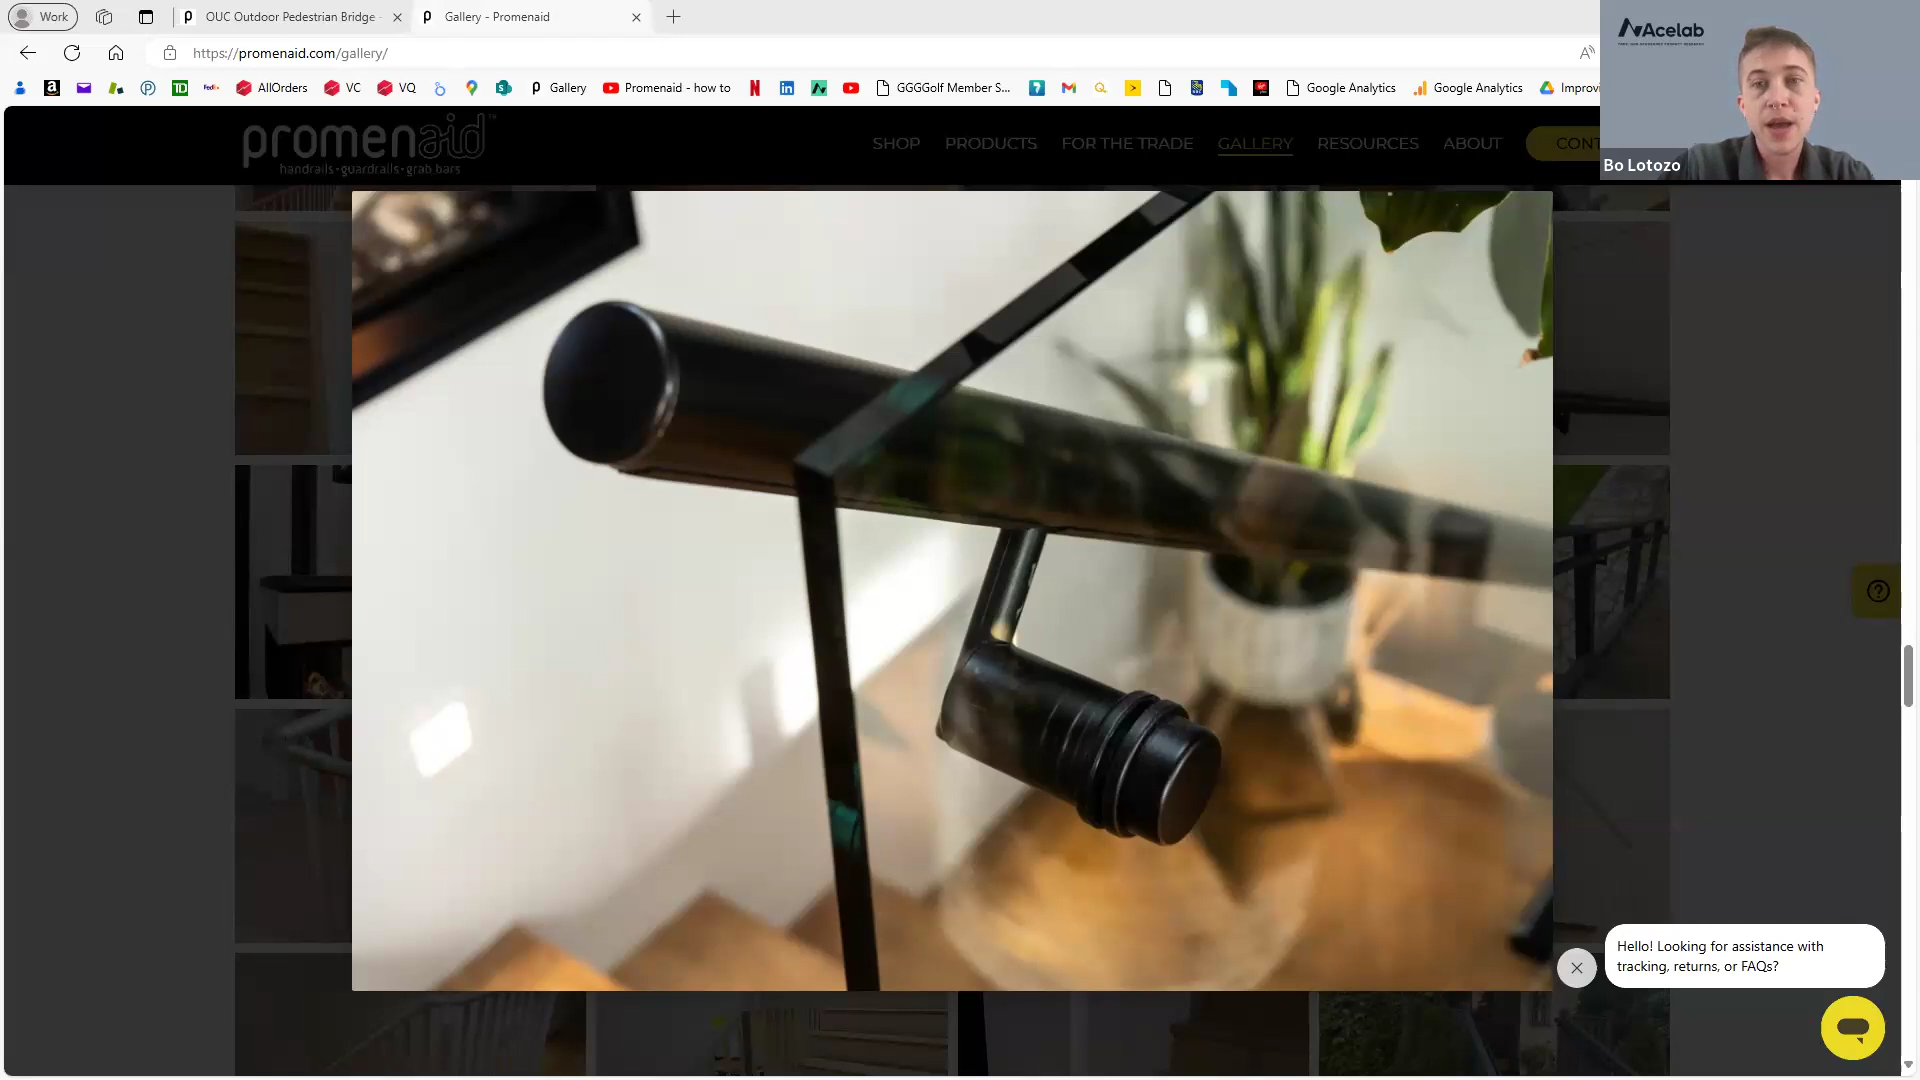 Work
OUC Outdoor Pedestrian Bridge
Gallery - Promenaid
https://promenaid.com/gallery/
AllOrders
VC
VQ
Gallery
Promenaid - how to
GGGGolf Member S...
Google Analytics
Google Analytics
Improvi
Acelab
Bo Lotozo
promenaid
handrails·guardrails·grab bars
SHOP
PRODUCTS
FOR THE TRADE
GALLERY
RESOURCES
ABOUT
CONT
Hello! Looking for assistance with
tracking, returns, or FAQs?